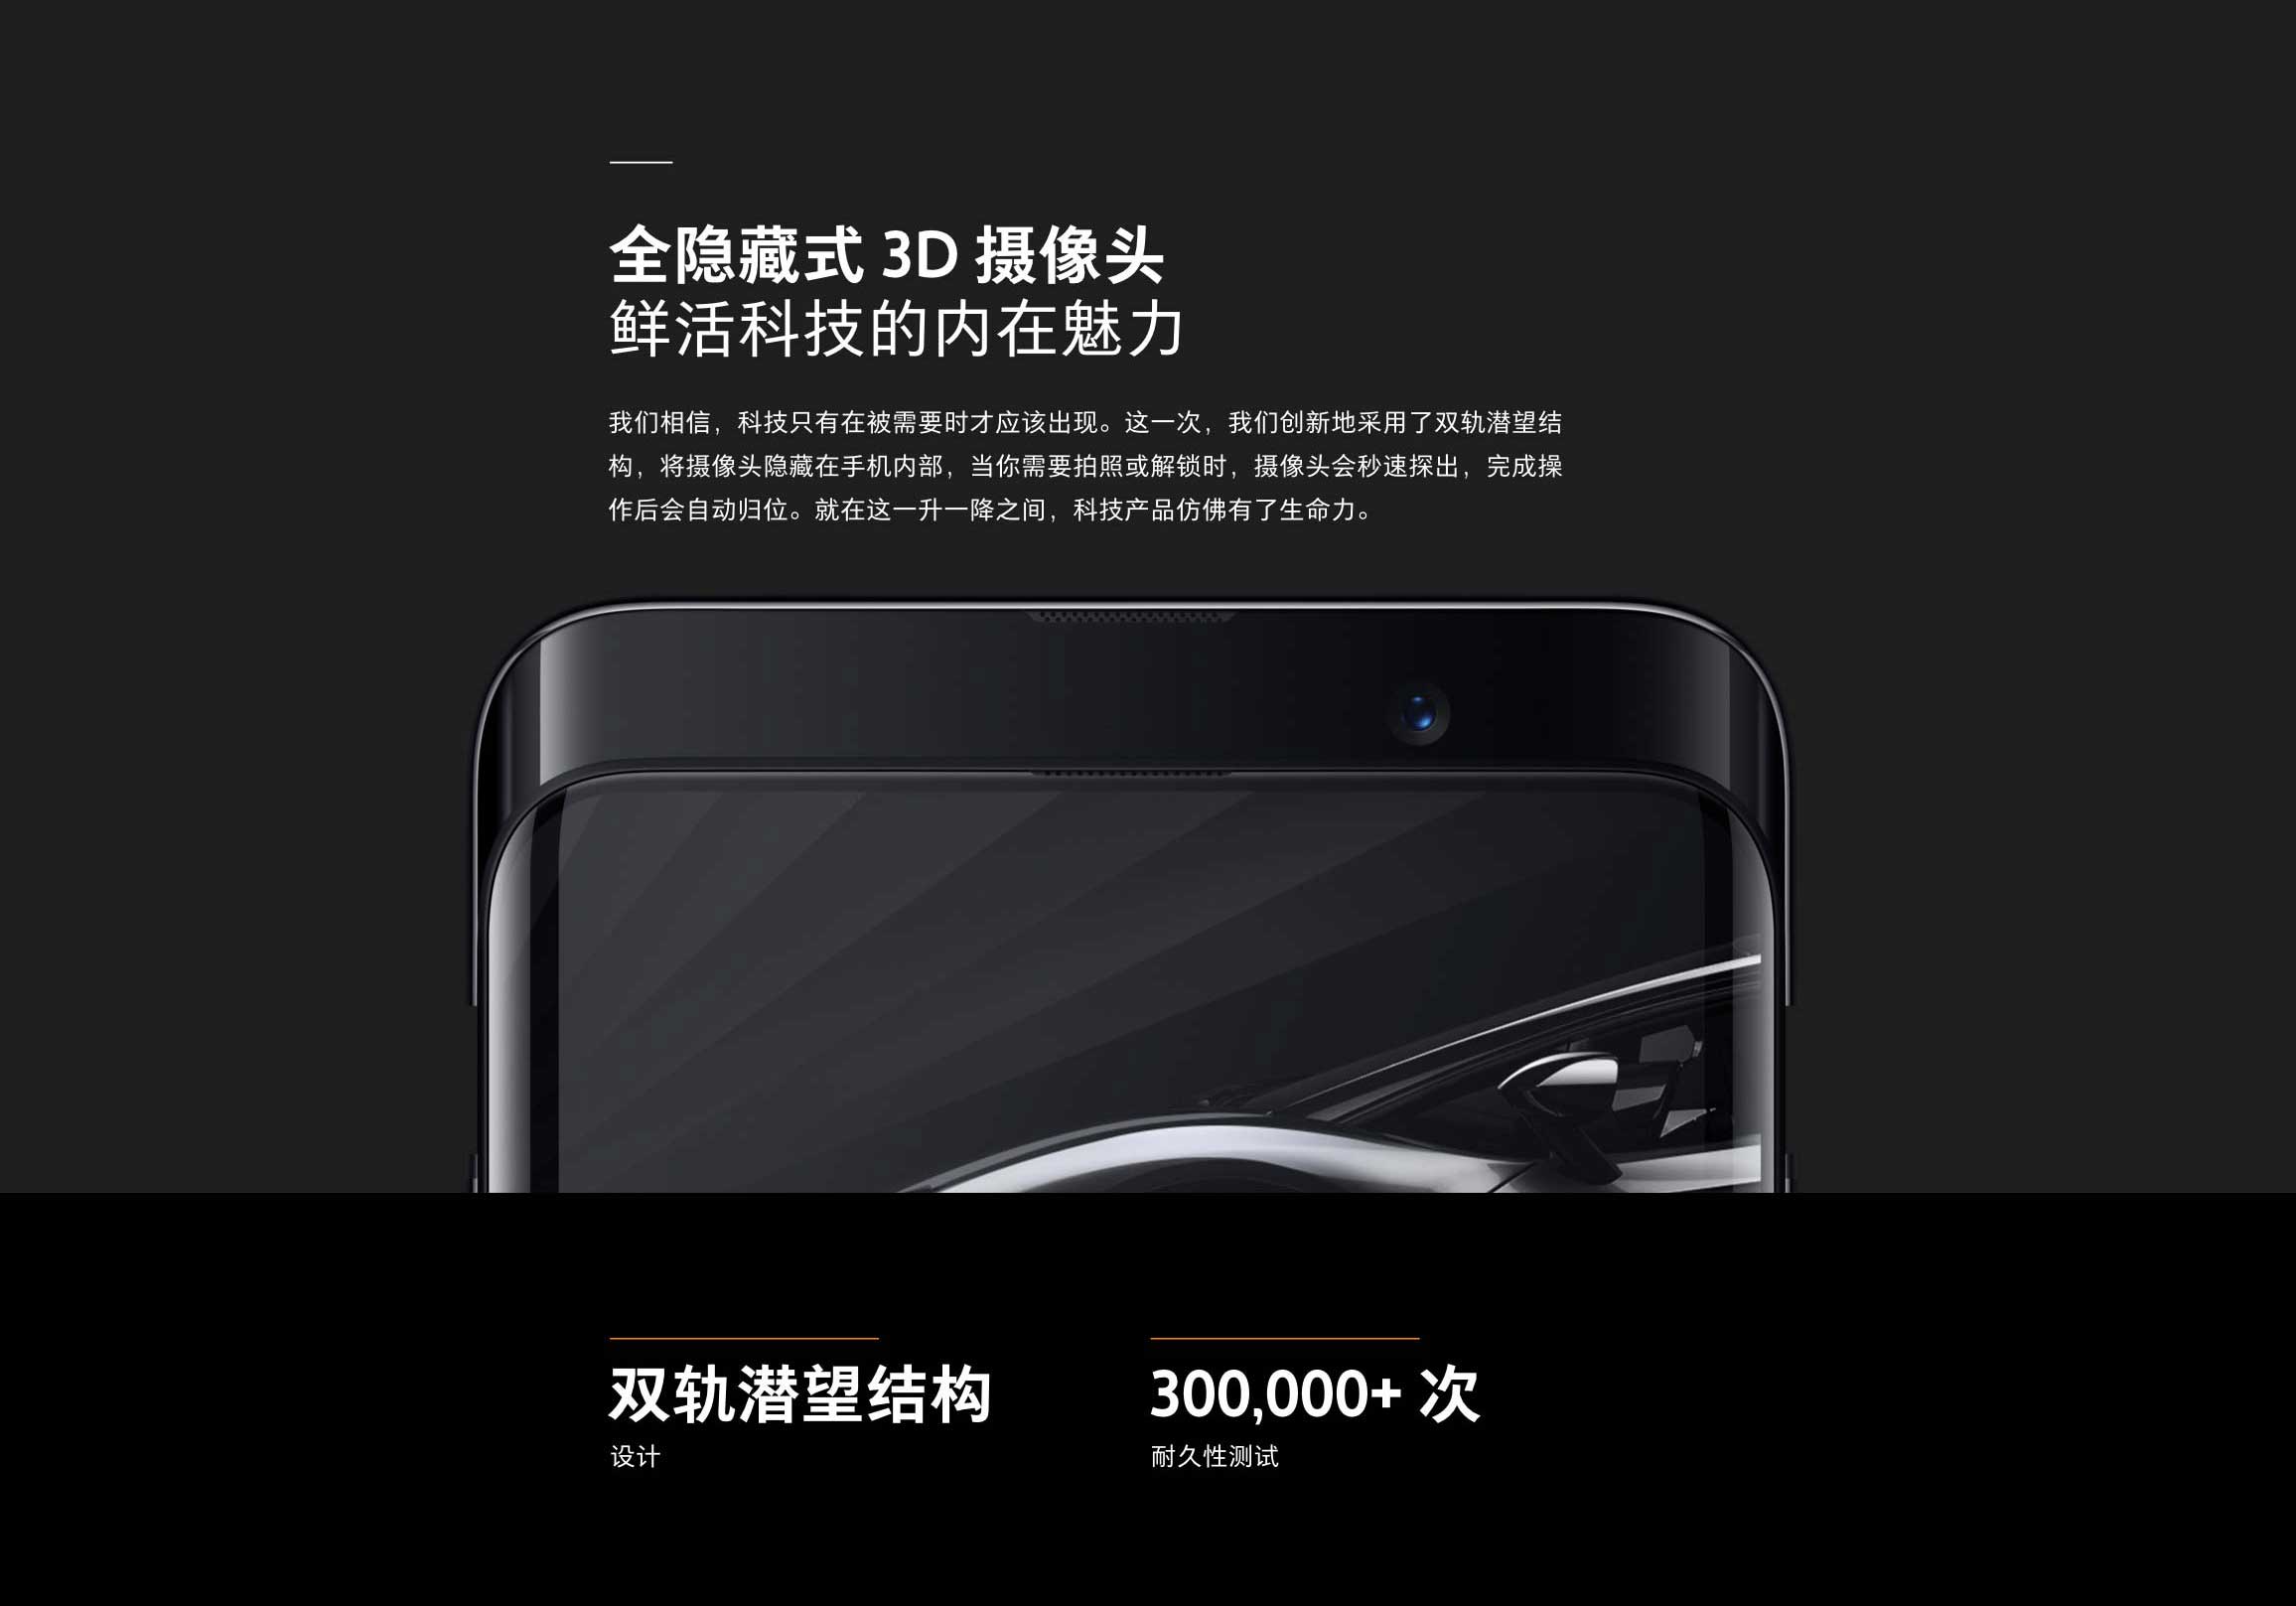 全隐藏式 3D 摄像头
鲜活科技的内在魅力
我们相信，科技只有在被需要时才应该出现。这一次，我们创新地采用了双轨潜望结
构，将摄像头隐藏在手机内部，当你需要拍照或解锁时，摄像头会秒速探出，完成操
作后会自动归位。就在这一升一降之间，科技产品仿佛有了生命力。
双轨潜望结构
设计
300,000+ 次
耐久性测试